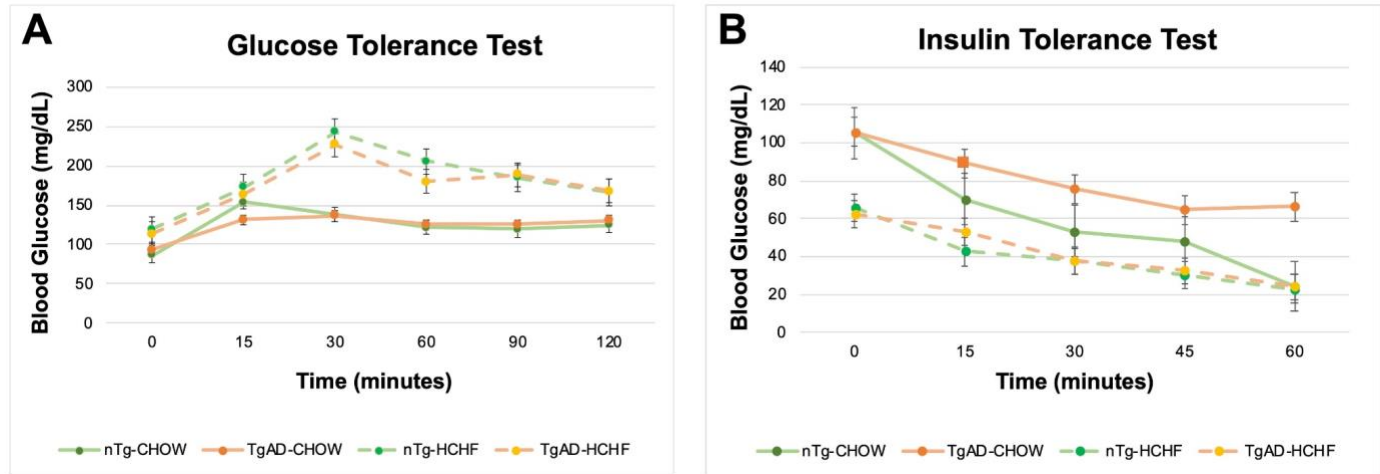 A
Glucose Tolerance Test
Blood Glucose (mg/dL)
300
250
200
150
100
50
0
0 15 30 60 90 120
Time (minutes)
nTg-CHOW TgAD-CHOW nTg-HCHF TgAD-HCHF
B
Insulin Tolerance Test
Blood Glucose (mg/dL)
140
120
100
80
60
40
20
0
0 15 30 45 60
Time (minutes)
nTg-CHOW TgAD-CHOW nTg-HCHF TgAD-HCHF